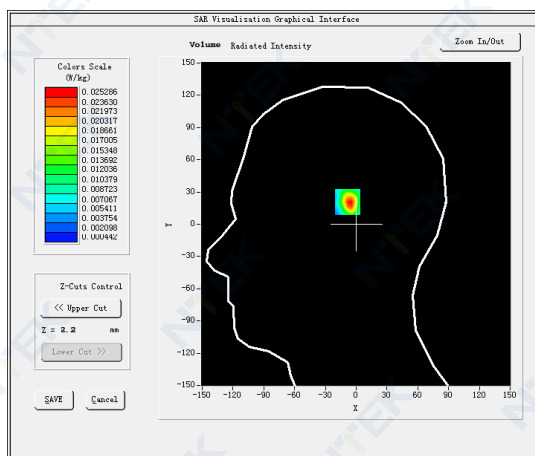 SAR Visualisation Graphical Interface
Volume Radiated Intensity
Zoom In/Out
Colors Scale
(W/kg)
0.025286
0.023630
0.021973
0.020317
0.018661
0.017005
0.015348
0.013692
0.012036
0.010379
0.008723
0.007067
0.005411
0.003754
0.002098
0.000442
Z-Cuts Control
<< Upper Cut
Z = 2.2 mm
Lower Cut >>
SAVE Cancel
150
120
90
60
30
0
-30
-60
-90
-120
-150
Y
-150 -120 -90 -60 -30 0 30 60 90 120 150
X
NTEK